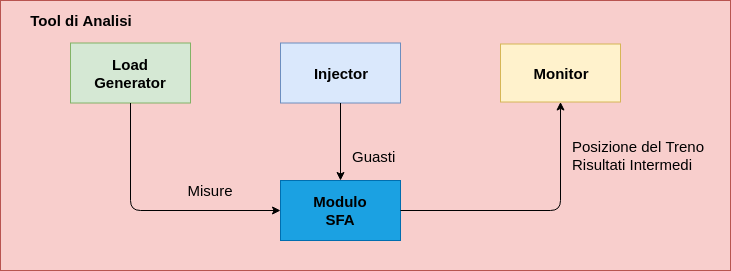 Tool di Analisi
Load
Generator
Injector
Monitor
Guasti
Posizione del Treno
Risultati Intermedi
Misure
Modulo
SFA